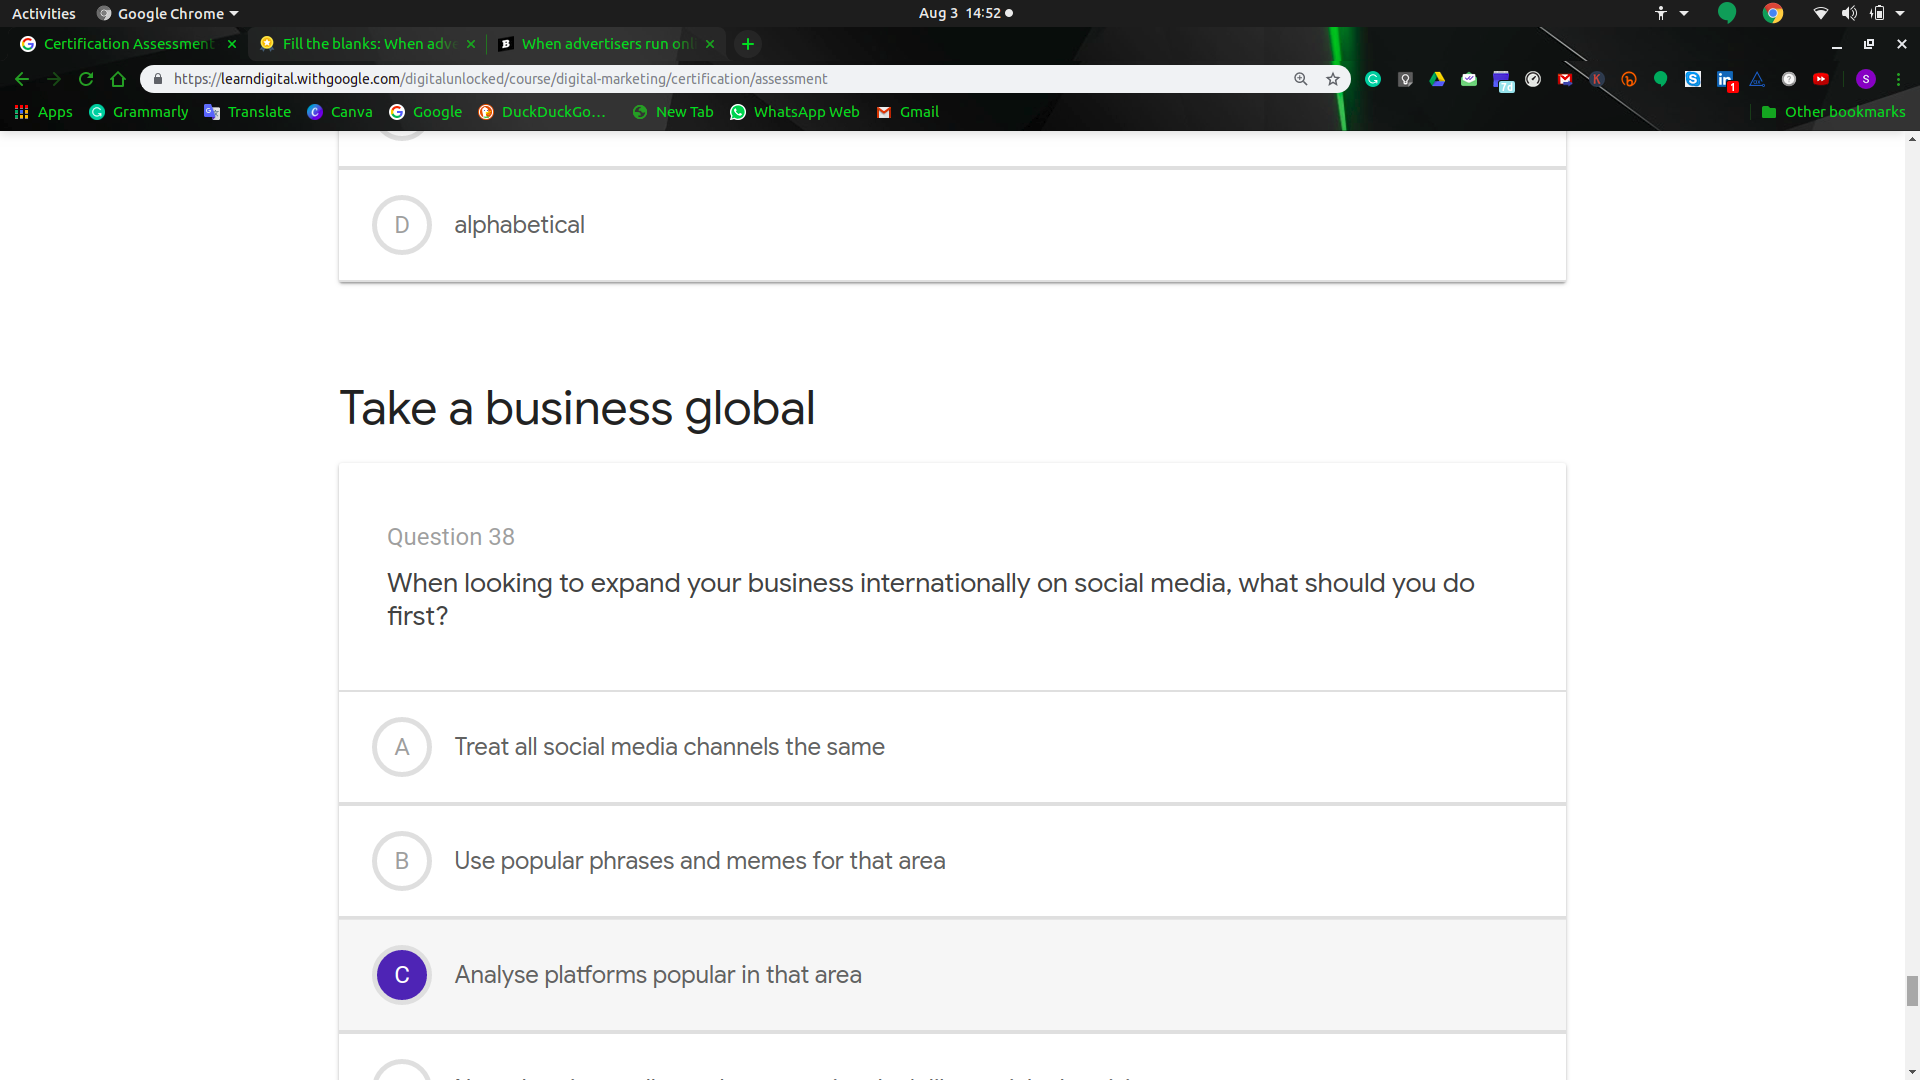 Activities
Google Chrome
Aug 3 14:52
Certification Assessment
Fill the blanks: When adve
When advertisers run onl
https://learndigital.withgoogle.com/digitalunlocked/course/digital-marketing/certification/assessment
7d
1
S
Apps
Grammarly
Translate
Canva
Google
DuckDuckGo...
New Tab
WhatsApp Web
Gmail
Other bookmarks
D
alphabetical
Take a business global
Question 38
When looking to expand your business internationally on social media, what should you do
first?
A
Treat all social media channels the same
B
Use popular phrases and memes for that area
C
Analyse platforms popular in that area